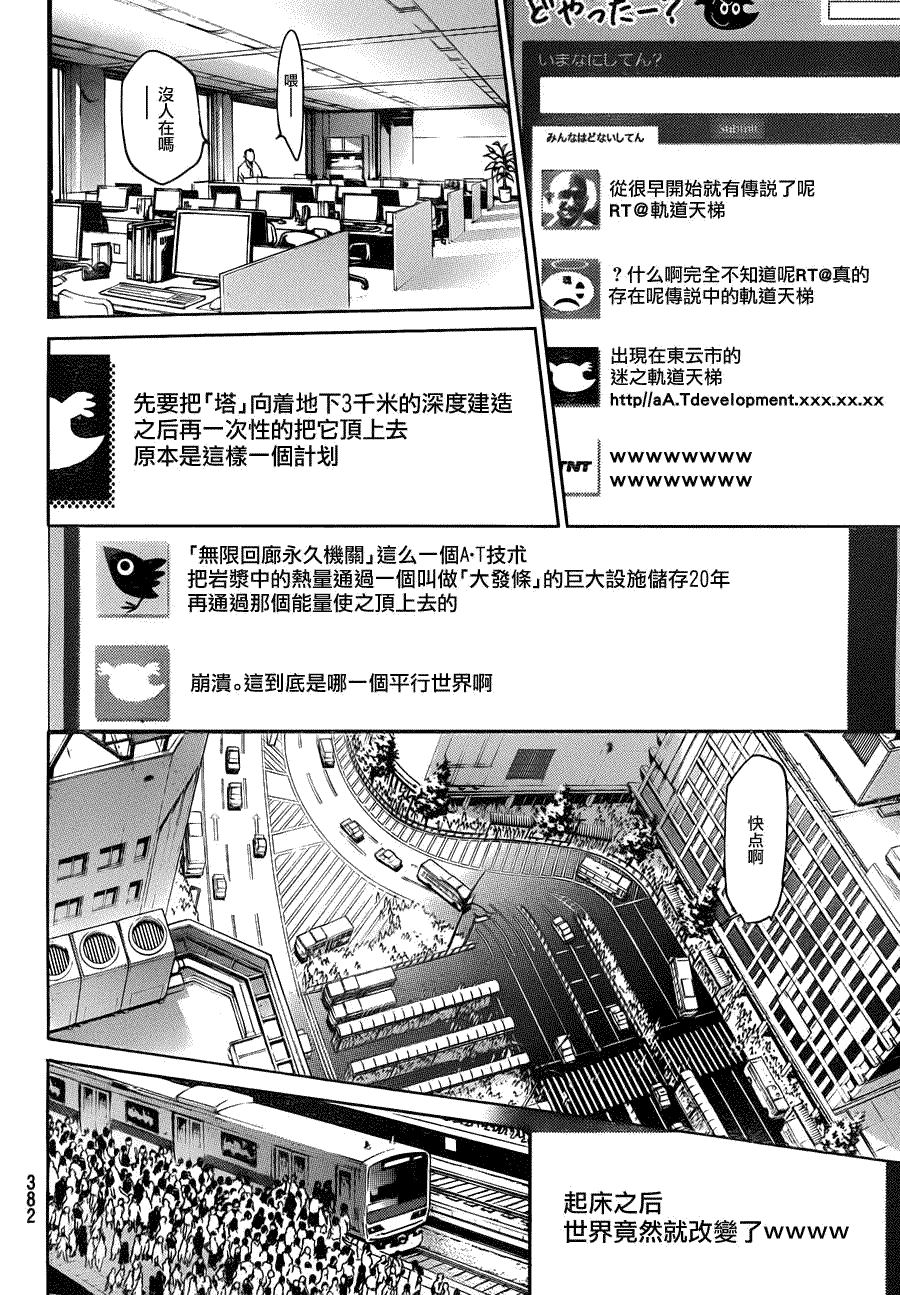 どやったー？
いまなにしてん？
submit
みんなはどないしてん
從很早開始就有傳説了呢
RT@軌道天梯
？什么啊完全不知道呢RT@真的
存在呢傳説中的軌道天梯
出現在東云市的
迷之軌道天梯
http//aA.Tdevelopment.xxx.xx.xx
TNT
wwwwwwww
wwwwwwww
喂——
沒人在嗎——
先要把「塔」向着地下3千米的深度建造
之后再一次性的把它頂上去
原本是這樣一個計划
「無限回廊永久機關」這么一個A･T技术
把岩漿中的熱量通過一個叫做「大發條」的巨大設施儲存20年
再通過那個能量使之頂上去的
崩潰。這到底是哪一個平行世界啊
快点啊
起床之后
世界竟然就改變了wwww
382